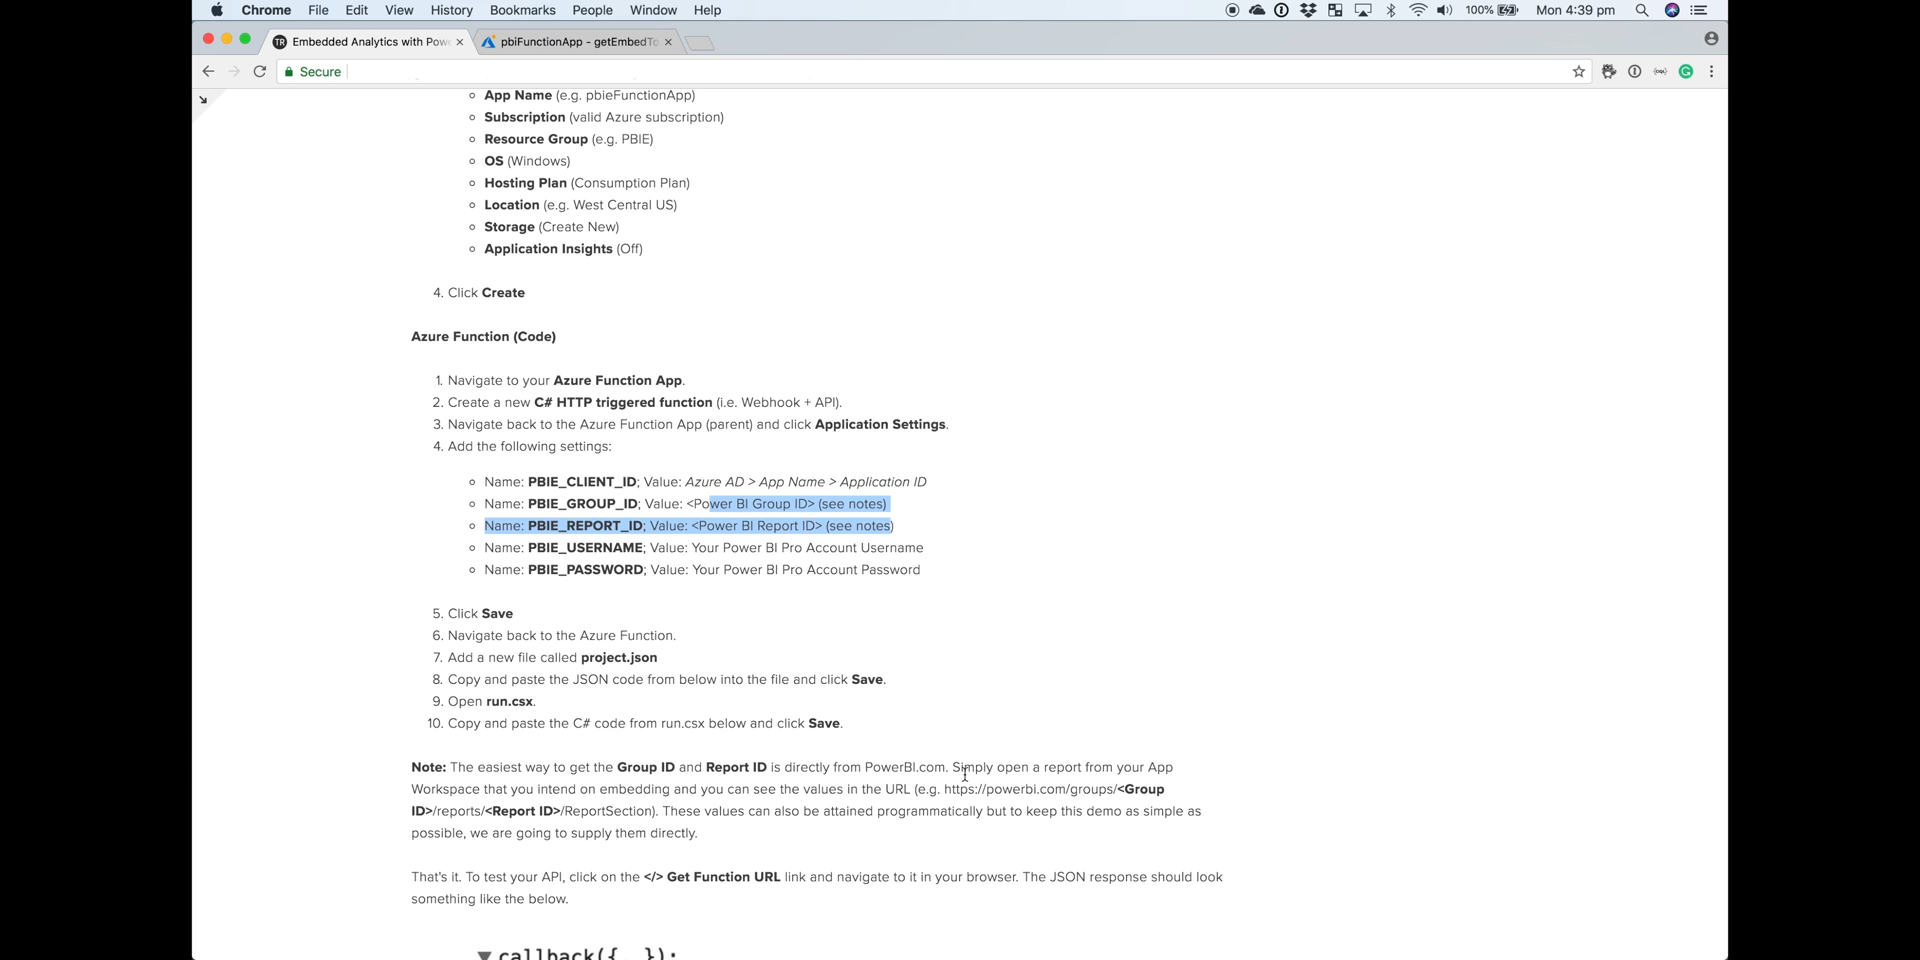 Chrome File Edit View History Bookmarks People Window Help 100% Mon 4:39 pm
TR Embedded Analytics with Pow × pbiFunctionApp - getEmbedTo ×
Secure
App Name (e.g. pbieFunctionApp)
Subscription (valid Azure subscription)
Resource Group (e.g. PBIE)
OS (Windows)
Hosting Plan (Consumption Plan)
Location (e.g. West Central US)
Storage (Create New)
Application Insights (Off)
4. Click Create
Azure Function (Code)
1. Navigate to your Azure Function App.
2. Create a new C# HTTP triggered function (i.e. Webhook + API).
3. Navigate back to the Azure Function App (parent) and click Application Settings.
4. Add the following settings:
Name: PBIE_CLIENT_ID; Value: Azure AD > App Name > Application ID
Name: PBIE_GROUP_ID; Value: <Power BI Group ID> (see notes)
Name: PBIE_REPORT_ID; Value: <Power BI Report ID> (see notes)
Name: PBIE_USERNAME; Value: Your Power BI Pro Account Username
Name: PBIE_PASSWORD; Value: Your Power BI Pro Account Password
5. Click Save
6. Navigate back to the Azure Function.
7. Add a new file called project.json
8. Copy and paste the JSON code from below into the file and click Save.
9. Open run.csx.
10. Copy and paste the C# code from run.csx below and click Save.
Note: The easiest way to get the Group ID and Report ID is directly from PowerBI.com. Simply open a report from your App
Workspace that you intend on embedding and you can see the values in the URL (e.g. https://powerbi.com/groups/<Group
ID>/reports/<Report ID>/ReportSection). These values can also be attained programmatically but to keep this demo as simple as
possible, we are going to supply them directly.
That's it. To test your API, click on the </> Get Function URL link and navigate to it in your browser. The JSON response should look
something like the below.
▼ callback({, });